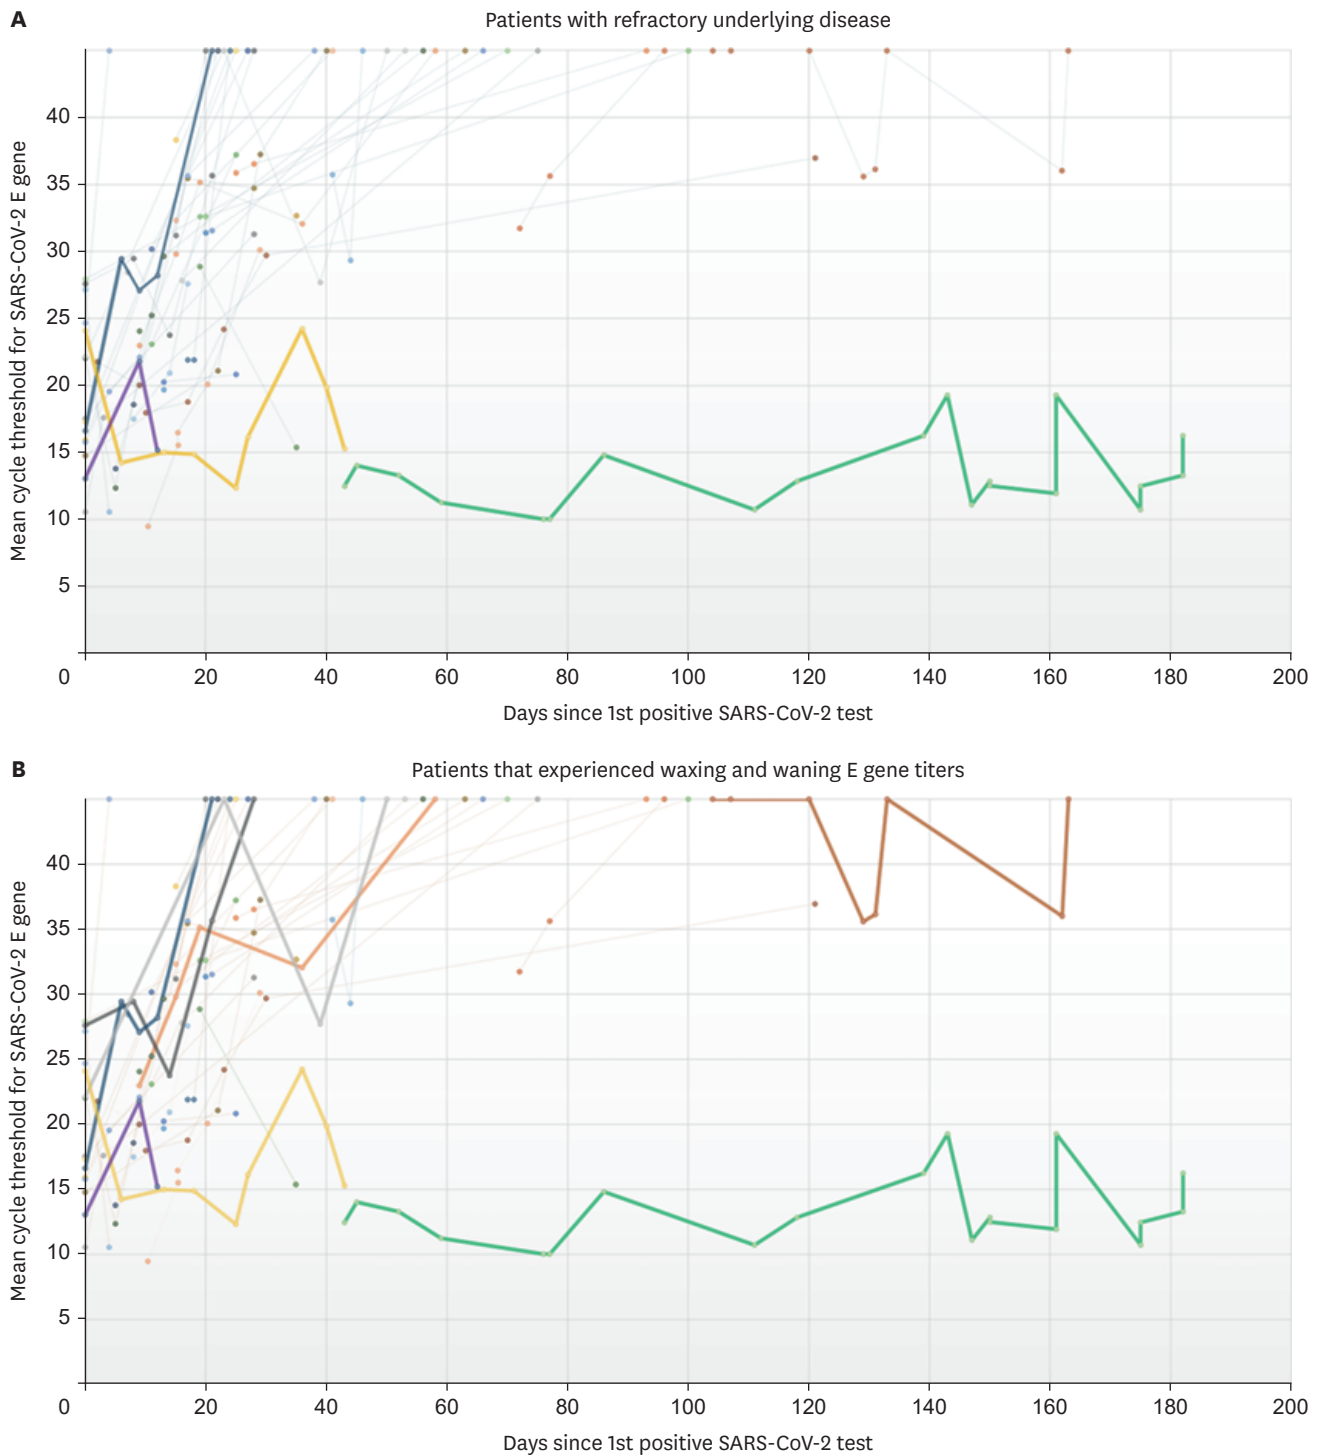 A
Patients with refractory underlying disease
Mean cycle threshold for SARS-CoV-2 E gene
40
35
30
25
20
15
10
5
0 20 40 60 80 100 120 140 160 180 200
Days since 1st positive SARS-CoV-2 test
B
Patients that experienced waxing and waning E gene titers
Mean cycle threshold for SARS-CoV-2 E gene
40
35
30
25
20
15
10
5
0 20 40 60 80 100 120 140 160 180 200
Days since 1st positive SARS-CoV-2 test